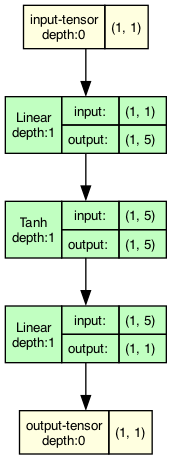 input-tensor
depth:0
(1, 1)
Linear
depth:1
input:
(1, 1)
output:
(1, 5)
Tanh
depth:1
input:
(1, 5)
output:
(1, 5)
Linear
depth:1
input:
(1, 5)
output:
(1, 1)
output-tensor
depth:0
(1, 1)